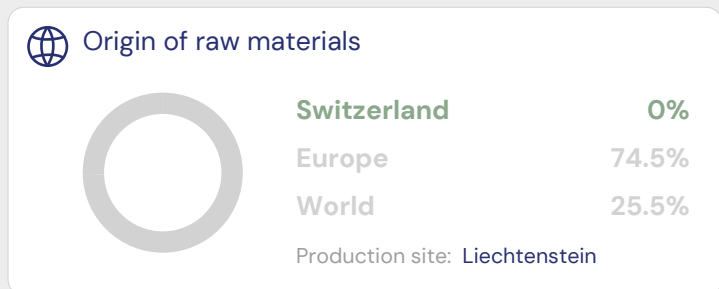 Origin of raw materials
Switzerland 0%
Europe 74.5%
World 25.5%
Production site: Liechtenstein